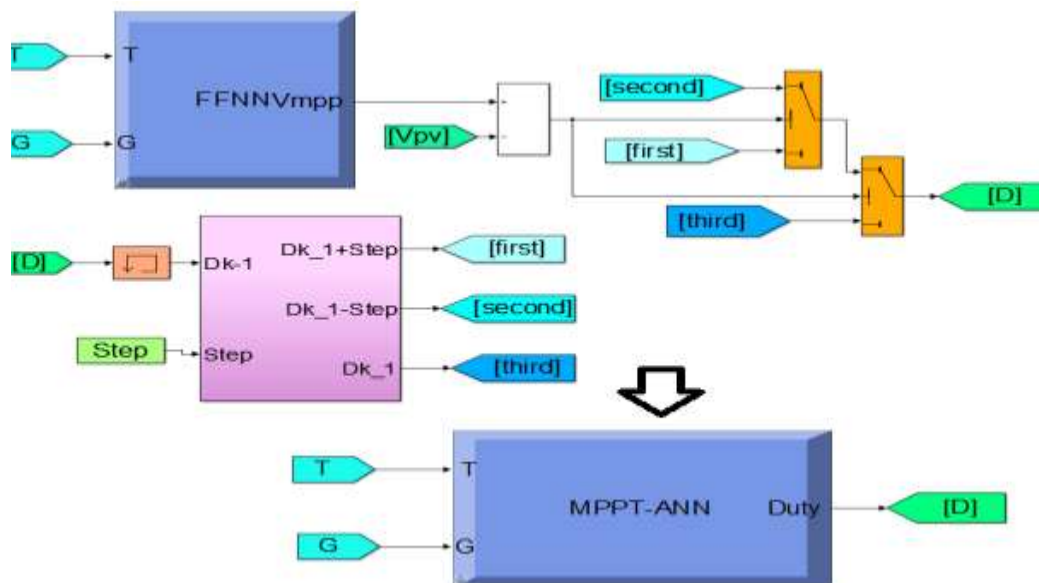 T
T
FFNNVmpp
G
G
[Vpv]
[second]
[first]
[third]
[D]
[D]
Dk-1
Step
Step
Dk_1+Step
Dk_1-Step
Dk_1
[first]
[second]
[third]
T
T
MPPT-ANN
Duty
[D]
G
G